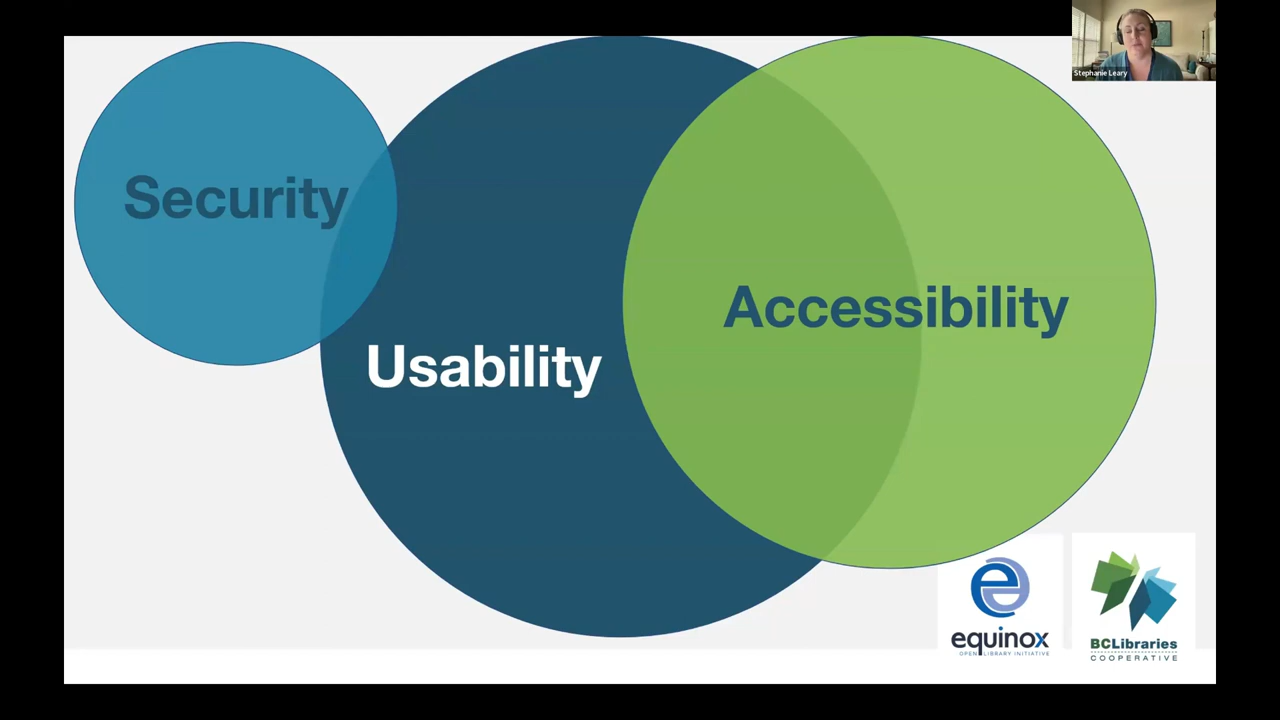 Stephanie Leary
Security
Accessibility
Usability
equinox
OPEN LIBRARY INITIATIVE
BCLibraries
COOPERATIVE